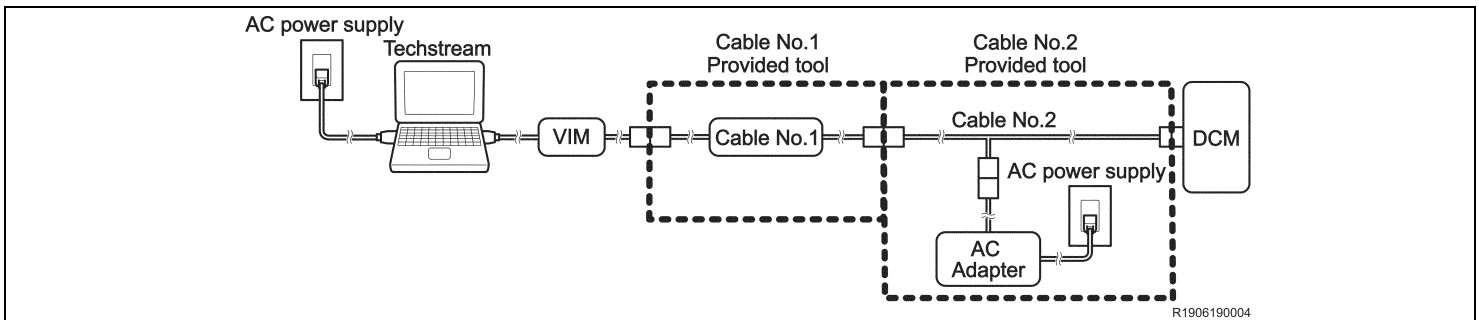 AC power supply
Techstream
VIM
Cable No.1
Provided tool
Cable No.1
Cable No.2
Provided tool
Cable No.2
DCM
AC power supply
AC
Adapter
R1906190004